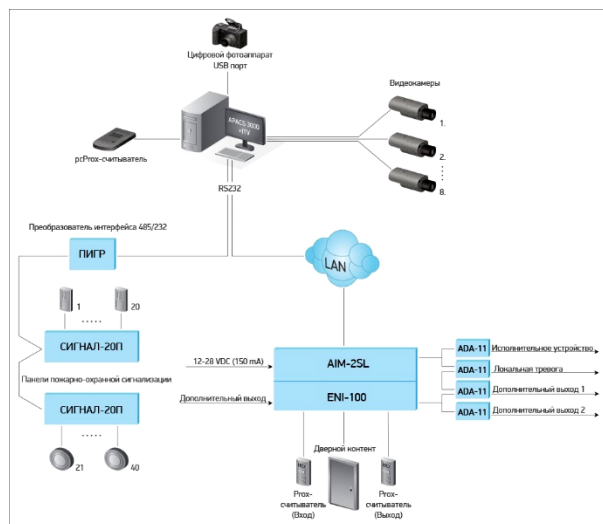 Цифровой фотоаппарат
USB порт
Видеокамеры
APACS 3000
+ITV
1.
2.
8.
pcProx-считыватель
RS232
Преобразователь интерфейса 485/232
ПИГР
LAN
1
20
СИГНАЛ-20П
12-28 VDC (150 mA)
AIM-2SL
ADA-11
Исполнительное устройство
ADA-11
Локальная тревога
Панели пожарно-охранной сигнализации
Дополнительный выход
ENI-100
ADA-11
Дополнительный выход 1
ADA-11
Дополнительный выход 2
СИГНАЛ-20П
21
40
Дверной контент
Prox-
считыватель
(Вход)
Prox-
считыватель
(Выход)